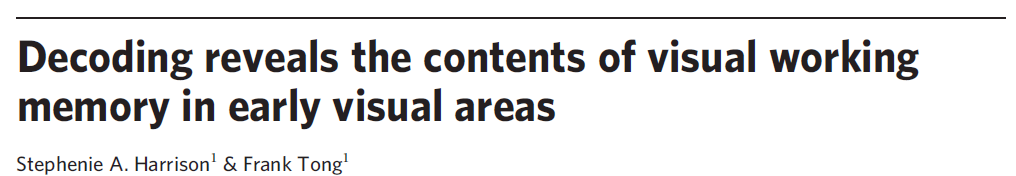 Decoding reveals the contents of visual working
memory in early visual areas
Stephenie A. Harrison¹ & Frank Tong¹